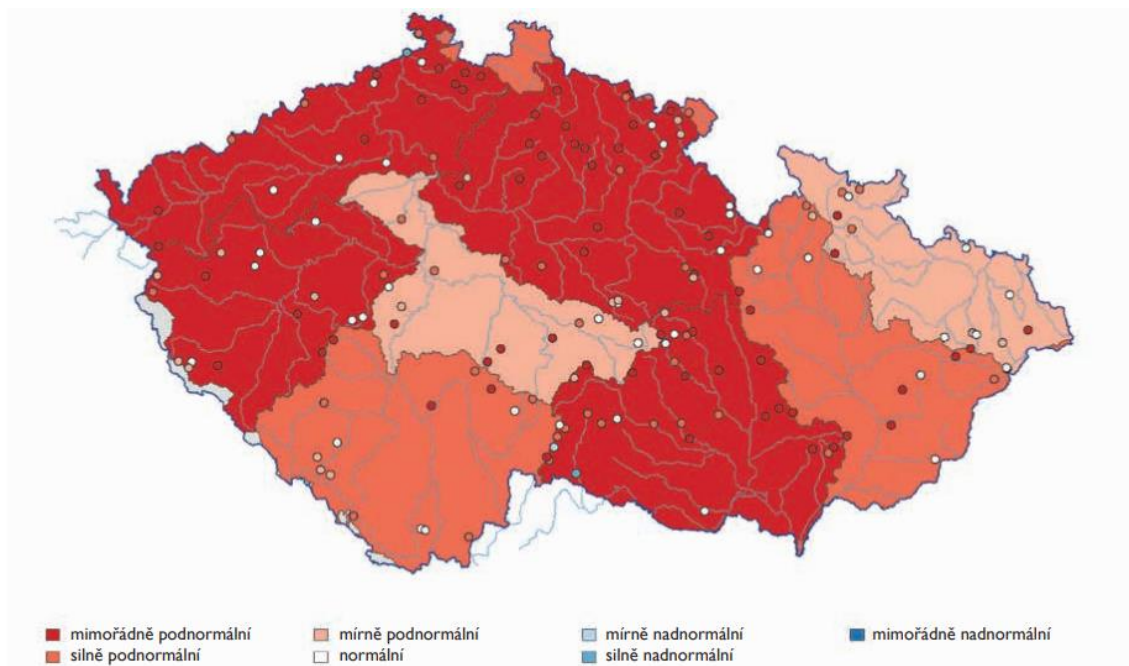 mimořádně podnormální
mírně podnormální
mírně nadnormální
mimořádně nadnormální
silně podnormální
normální
silně nadnormální